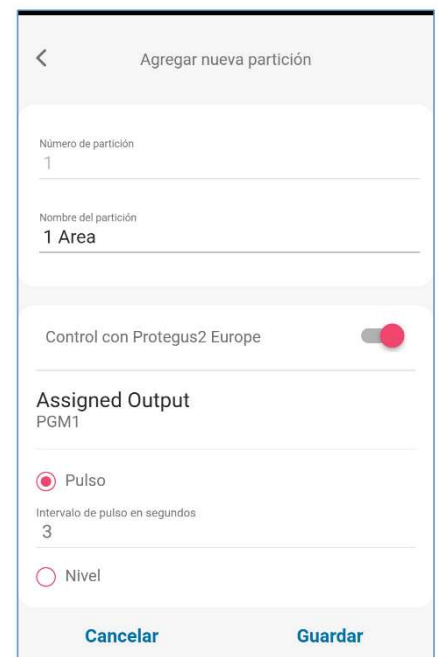 Agregar nueva partición
Número de partición
1
Nombre del partición
1 Area
Control con Protegus2 Europe
Assigned Output
PGM1
Pulso
Intervalo de pulso en segundos
3
Nivel
Cancelar Guardar